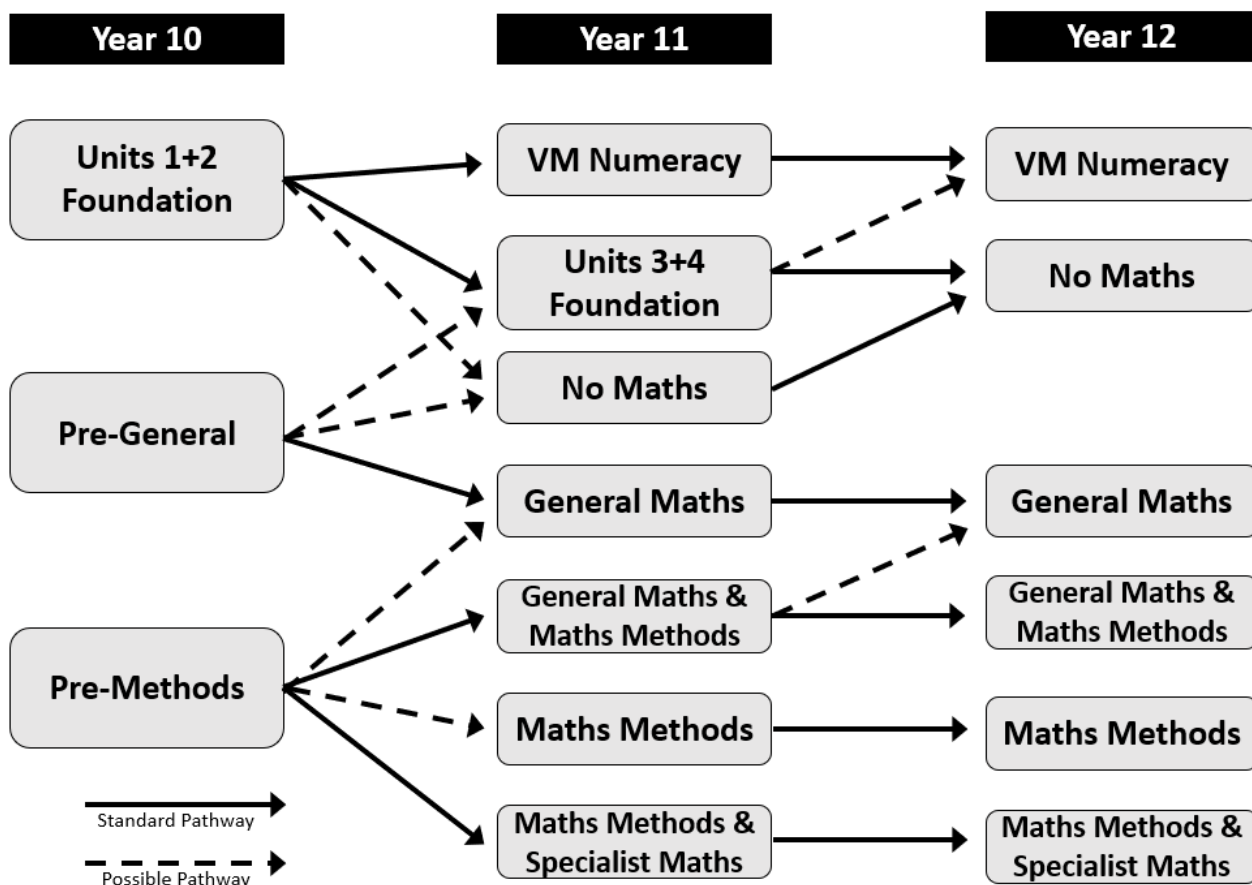 Year 10
Year 11
Year 12
Units 1+2
Foundation
Pre-General
Pre-Methods
VM Numeracy
Units 3+4
Foundation
No Maths
General Maths
General Maths &
Maths Methods
Maths Methods
Maths Methods &
Specialist Maths
VM Numeracy
No Maths
General Maths
General Maths &
Maths Methods
Maths Methods
Maths Methods &
Specialist Maths
Standard Pathway
Possible Pathway